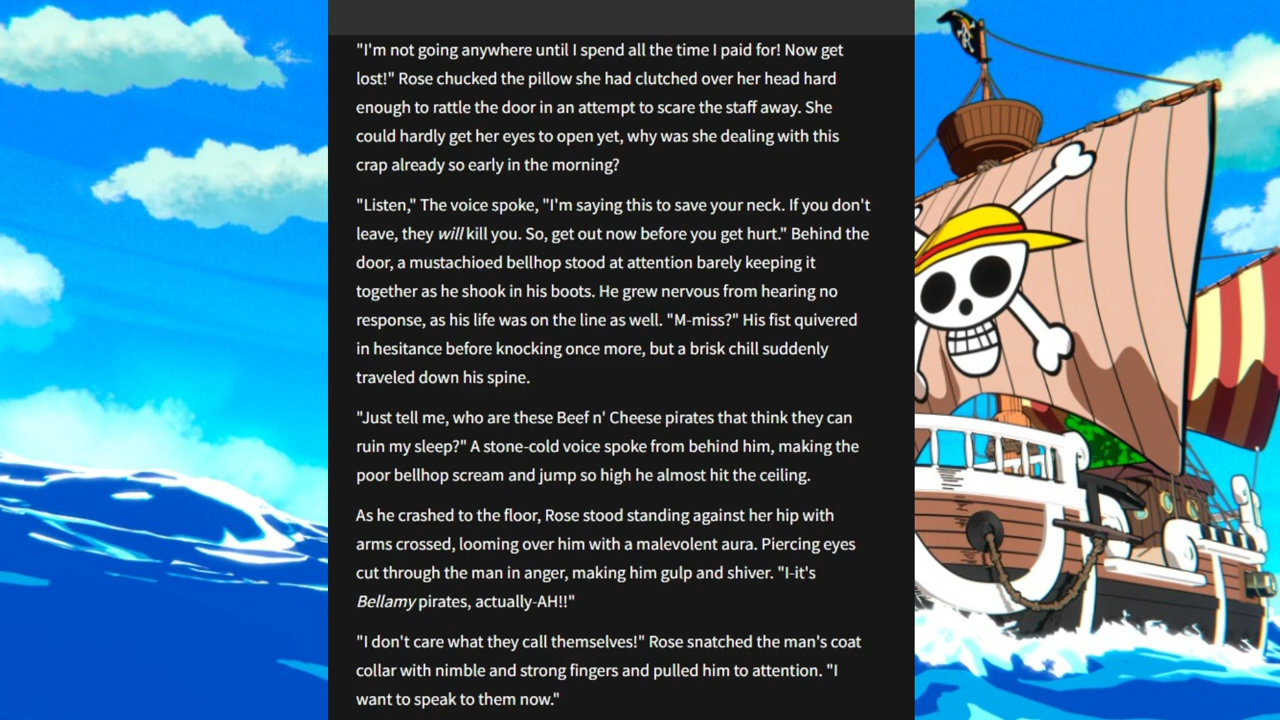 "I'm not going anywhere until I spend all the time I paid for! Now get
lost!" Rose chucked the pillow she had clutched over her head hard
enough to rattle the door in an attempt to scare the staff away. She
could hardly get her eyes to open yet, why was she dealing with this
crap already so early in the morning?
"Listen," The voice spoke, "I'm saying this to save your neck. If you don't
leave, they will kill you. So, get out now before you get hurt." Behind the
door, a mustachioed bellhop stood at attention barely keeping it
together as he shook in his boots. He grew nervous from hearing no
response, as his life was on the line as well. "M-miss?" His fist quivered
in hesitance before knocking once more, but a brisk chill suddenly
traveled down his spine.
"Just tell me, who are these Beef n' Cheese pirates that think they can
ruin my sleep?" A stone-cold voice spoke from behind him, making the
poor bellhop scream and jump so high he almost hit the ceiling.
As he crashed to the floor, Rose stood standing against her hip with
arms crossed, looming over him with a malevolent aura. Piercing eyes
cut through the man in anger, making him gulp and shiver. "I-it's
Bellamy pirates, actually-AH!!"
"I don't care what they call themselves!" Rose snatched the man's coat
collar with nimble and strong fingers and pulled him to attention. "I
want to speak to them now."